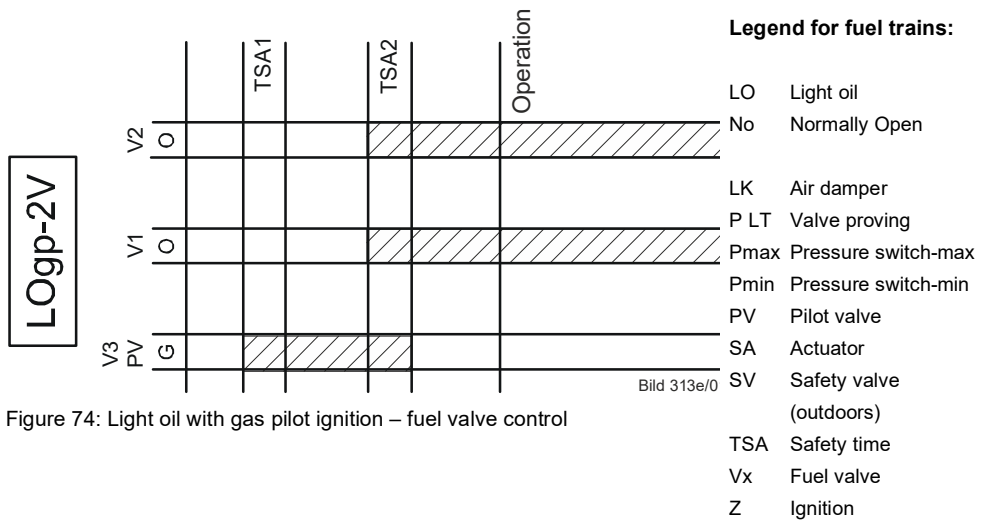 TSA1
TSA2
Operation
LOgp-2V
V2
O
V1
O
V3
PV
G
Bild 313e/0
Figure 74: Light oil with gas pilot ignition – fuel valve control
Legend for fuel trains:
LO Light oil
No Normally Open
LK Air damper
P LT Valve proving
Pmax Pressure switch-max
Pmin Pressure switch-min
PV Pilot valve
SA Actuator
SV Safety valve
(outdoors)
TSA Safety time
Vx Fuel valve
Z Ignition